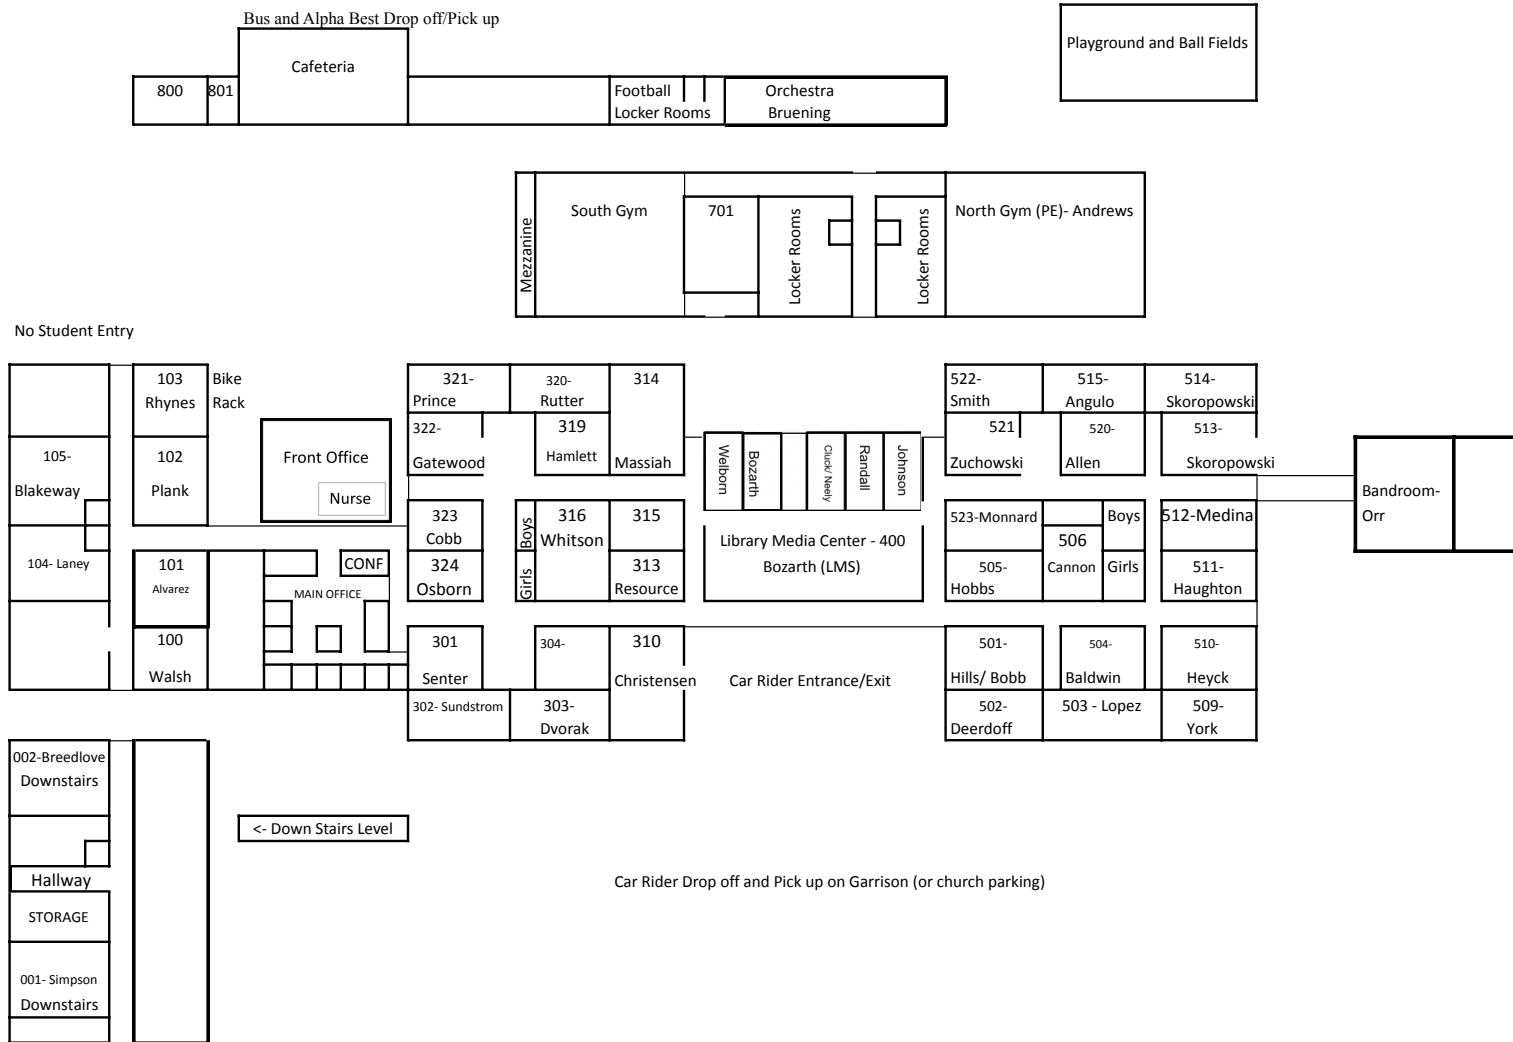 Bus and Alpha Best Drop off/Pick up
Cafeteria
Playground and Ball Fields
800
801
Football
Locker Rooms
Orchestra
Bruening
Mezzanine
South Gym
701
Locker Rooms
Locker Rooms
North Gym (PE)- Andrews
No Student Entry
103
Rhynes
Bike
Rack
105-
Blakeway
102
Plank
Front Office
Nurse
104- Laney
101
Alvarez
CONF
MAIN OFFICE
100
Walsh
321-
Prince
320-
Rutter
314
Massiah
322-
Gatewood
319
Hamlett
323
Cobb
Boys
316
Whitson
315
324
Osborn
Girls
313
Resource
301
Senter
304-
310
Christensen
302- Sundstrom
303-
Dvorak
Welborn
Bozarth
Cluck/ Neely
Randall
Johnson
Library Media Center - 400
Bozarth (LMS)
Car Rider Entrance/Exit
522-
Smith
515-
Angulo
514-
Skoropowski
521
Zuchowski
520-
Allen
513-
Skoropowski
523-Monnard
Boys
512-Medina
506
Cannon
505-
Hobbs
Girls
511-
Haughton
501-
Hills/ Bobb
504-
Baldwin
510-
Heyck
502-
Deerdoff
503 - Lopez
509-
York
Bandroom-
Orr
002-Breedlove
Downstairs
<- Down Stairs Level
Hallway
STORAGE
001- Simpson
Downstairs
Car Rider Drop off and Pick up on Garrison (or church parking)